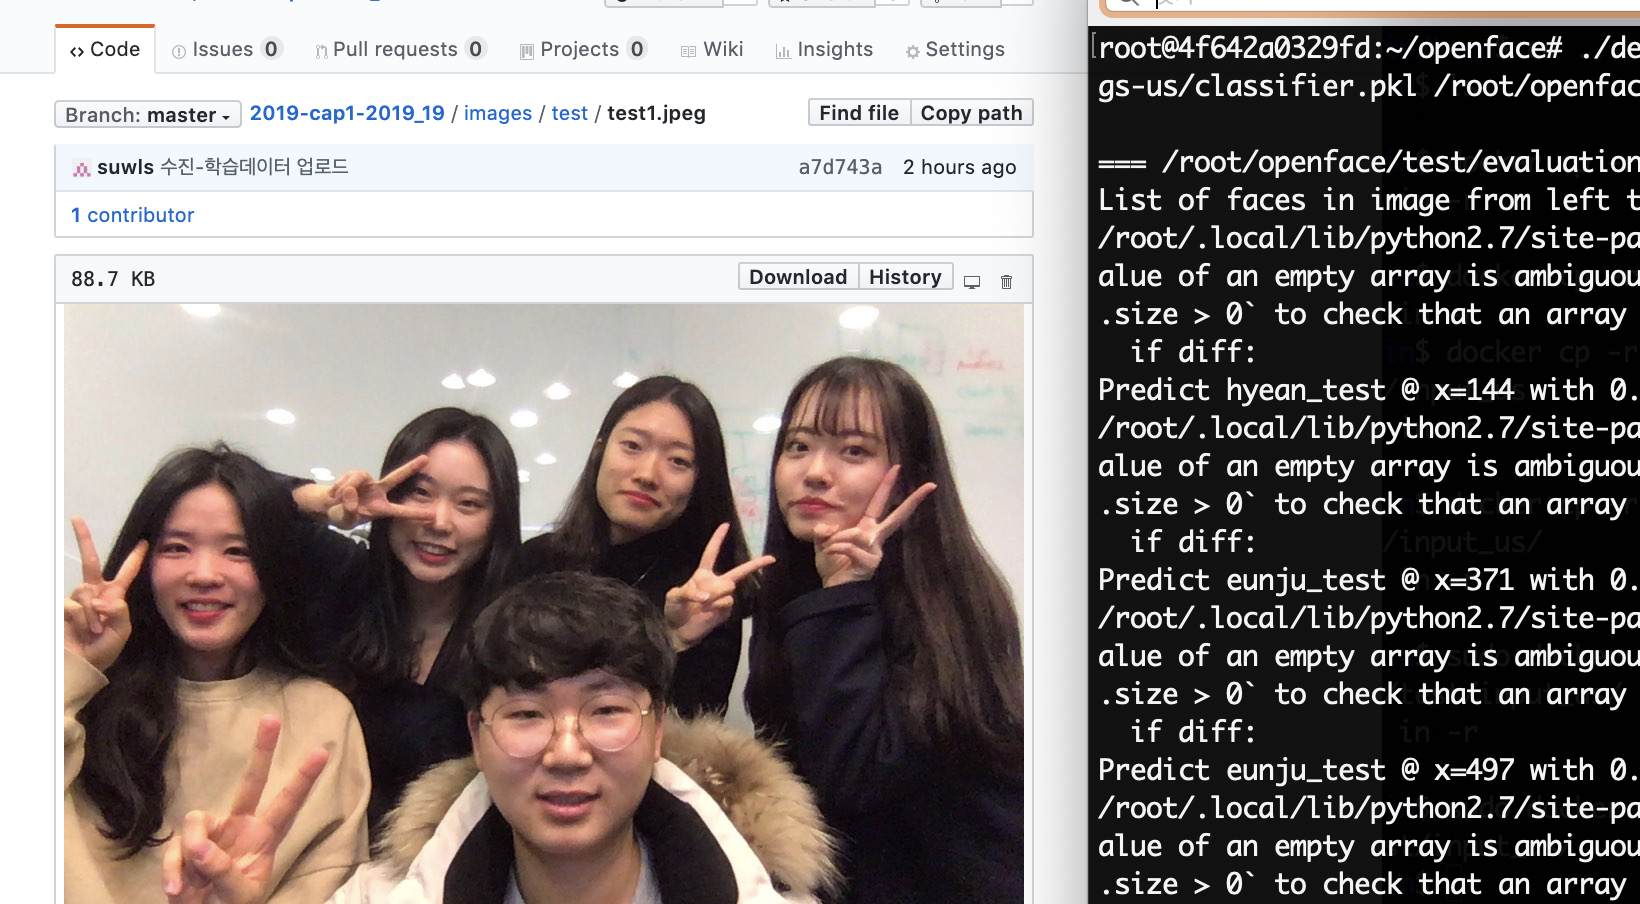 Code Issues 0 Pull requests 0 Projects 0 Wiki Insights Settings
Branch: master 2019-cap1-2019_19 / images / test / test1.jpeg Find file Copy path
suwls 수진-학습데이터 업로드 a7d743a 2 hours ago
1 contributor
88.7 KB Download History
root@4f642a0329fd:~/openface# ./de
gs-us/classifier.pkl /root/openfac
=== /root/openface/test/evaluation
List of faces in image from left t
/root/.local/lib/python2.7/site-pa
alue of an empty array is ambiguou
.size > 0` to check that an array
if diff:
Predict hyean_test @ x=144 with 0.
/root/.local/lib/python2.7/site-pa
alue of an empty array is ambiguou
.size > 0` to check that an array
if diff:
Predict eunju_test @ x=371 with 0.
/root/.local/lib/python2.7/site-pa
alue of an empty array is ambiguou
.size > 0` to check that an array
if diff:
Predict eunju_test @ x=497 with 0.
/root/.local/lib/python2.7/site-pa
alue of an empty array is ambiguou
.size > 0` to check that an array